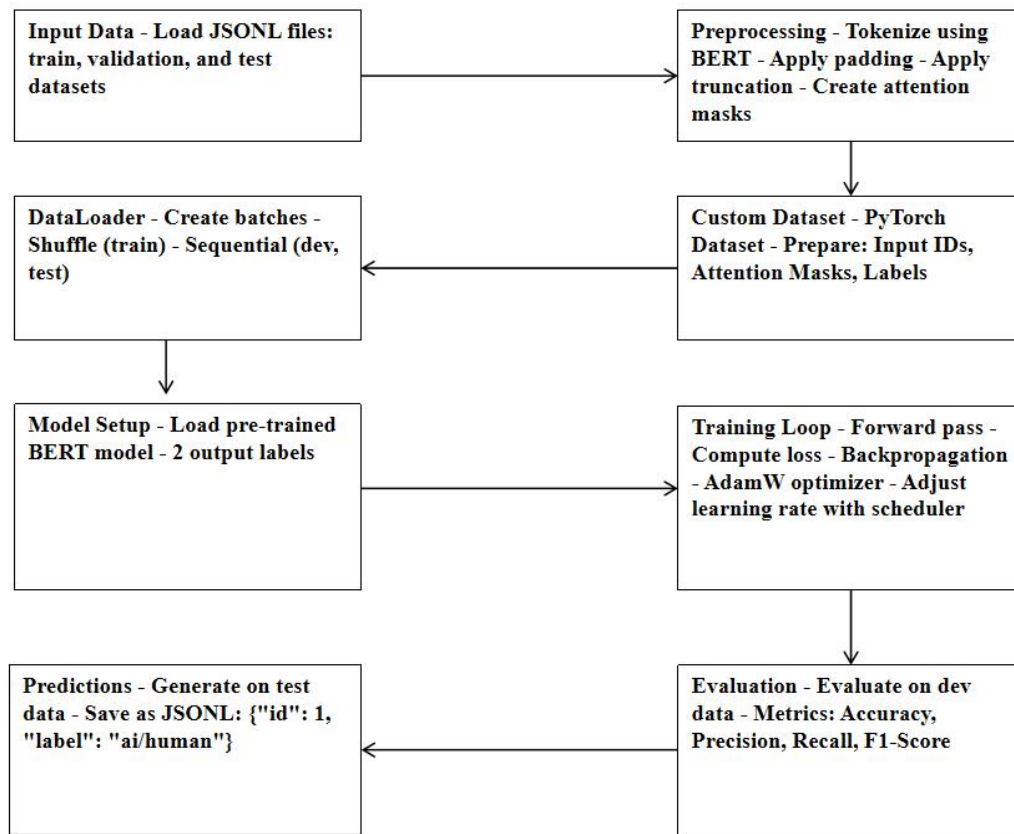 Input Data - Load JSONL files:
train, validation, and test
datasets
Preprocessing - Tokenize using
BERT - Apply padding - Apply
truncation - Create attention
masks
Custom Dataset - PyTorch
Dataset - Prepare: Input IDs,
Attention Masks, Labels
DataLoader - Create batches -
Shuffle (train) - Sequential (dev,
test)
Model Setup - Load pre-trained
BERT model - 2 output labels
Training Loop - Forward pass -
Compute loss - Backpropagation
- AdamW optimizer - Adjust
learning rate with scheduler
Evaluation - Evaluate on dev
data - Metrics: Accuracy,
Precision, Recall, F1-Score
Predictions - Generate on test
data - Save as JSONL: {"id": 1,
"label": "ai/human"}